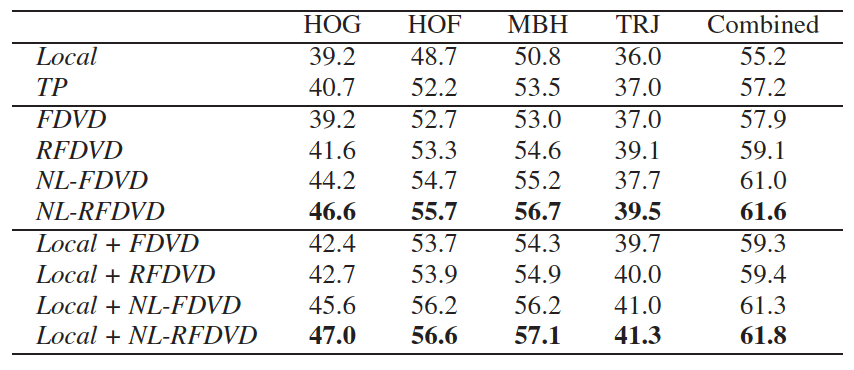 HOG HOF MBH TRJ Combined
Local 39.2 48.7 50.8 36.0 55.2
TP 40.7 52.2 53.5 37.0 57.2
FDVD 39.2 52.7 53.0 37.0 57.9
RFDVD 41.6 53.3 54.6 39.1 59.1
NL-FDVD 44.2 54.7 55.2 37.7 61.0
NL-RFDVD 46.6 55.7 56.7 39.5 61.6
Local + FDVD 42.4 53.7 54.3 39.7 59.3
Local + RFDVD 42.7 53.9 54.9 40.0 59.4
Local + NL-FDVD 45.6 56.2 56.2 41.0 61.3
Local + NL-RFDVD 47.0 56.6 57.1 41.3 61.8